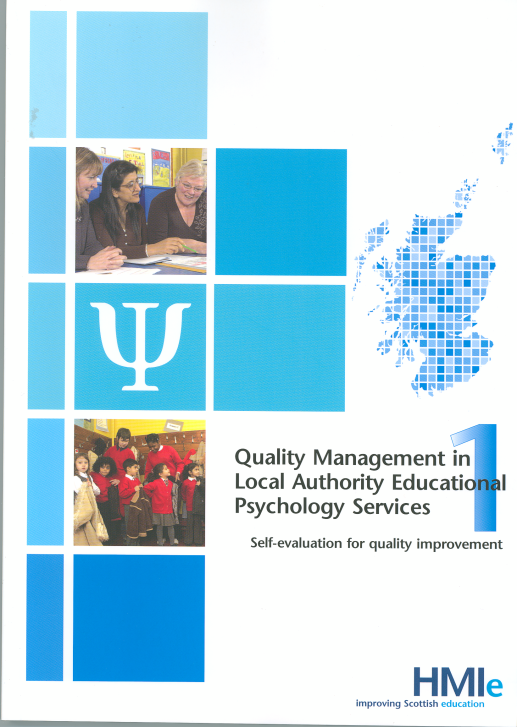 Ψ
1
Quality Management in
Local Authority Educational
Psychology Services
Self-evaluation for quality improvement
HMIe
improving Scottish education